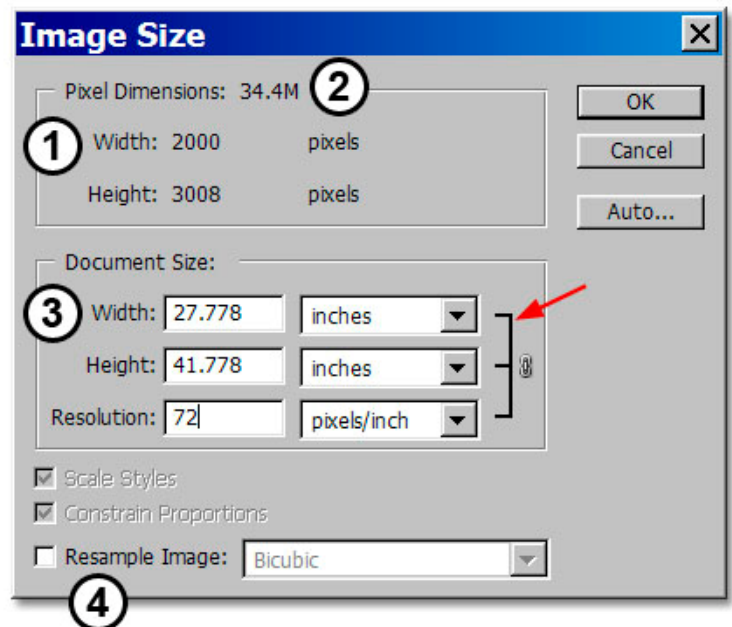 Image Size
Pixel Dimensions: 34.4M 2
1 Width: 2000 pixels
Height: 3008 pixels
OK
Cancel
Auto...
Document Size:
3 Width: 27.778 inches
Height: 41.778 inches
Resolution: 72 pixels/inch
Scale Styles
Constrain Proportions
Resample Image: Bicubic
4